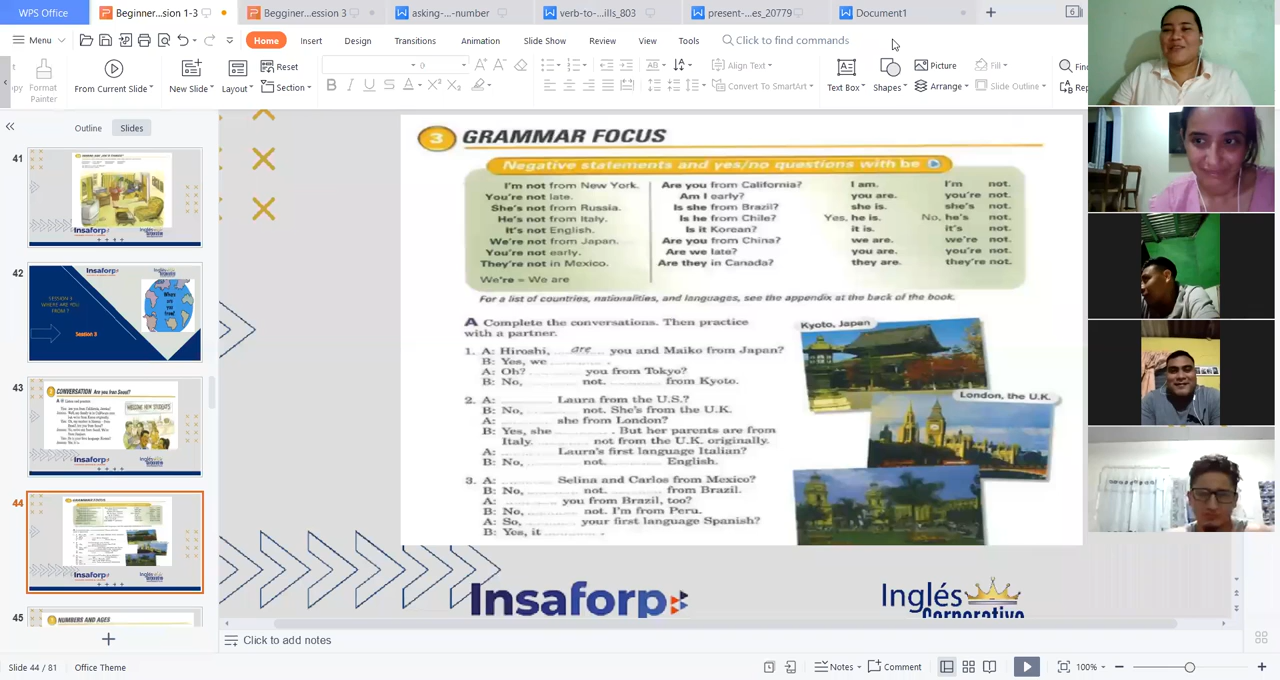 WPS Office
Beginner...sion 1-3
Begginer...ession 3
asking-...-number
verb-to-...ills_803
present-...es_20779
Document1
6
Menu
Home
Insert
Design
Transitions
Animation
Slide Show
Review
View
Tools
Click to find commands
Format
Painter
From Current Slide
New Slide
Layout
Reset
Section
0
Align Text
Convert To SmartArt
Text Box
Shapes
Picture
Arrange
Fill
Slide Outline
Outline
Slides
41
42
43
44
45
3 GRAMMAR FOCUS
Negative statements and yes/no questions with be
I'm not from New York. Are you from California? I am. I'm not.
You're not late. Am I early? you are. you're not.
She's not from Russia. Is she from Brazil? she is. she's not.
He's not from Italy. Is he from Chile? Yes, he is. No, he's not.
It's not English. Is it Korean? it is. it's not.
We're not from Japan. Are you from China? we are. we're not.
You're not early. Are we late? you are. you're not.
They're not in Mexico. Are they in Canada? they are. they're not.
We're = We are
For a list of countries, nationalities, and languages, see the appendix at the back of the book.
A Complete the conversations. Then practice
with a partner.
1. A: Hiroshi, are you and Maiko from Japan?
B: Yes, we ........ .
A: Oh? ........ you from Tokyo?
B: No, ........ not. ........ from Kyoto.
2. A: ........ Laura from the U.S.?
B: No, ........ not. She's from the U.K.
A: ........ she from London?
B: Yes, she ........ . But her parents are from
Italy. ........ not from the U.K. originally.
A: ........ Laura's first language Italian?
B: No, ........ not. ........ English.
3. A: ........ Selina and Carlos from Mexico?
B: No, ........ not. ........ from Brazil.
A: ........ you from Brazil, too?
B: No, ........ not. I'm from Peru.
A: So, ........ your first language Spanish?
B: Yes, it ........ .
Kyoto, Japan
London, the U.K.
Insaforp
Inglés
Corporativo
Click to add notes
Slide 44 / 81
Office Theme
Notes
Comment
100%